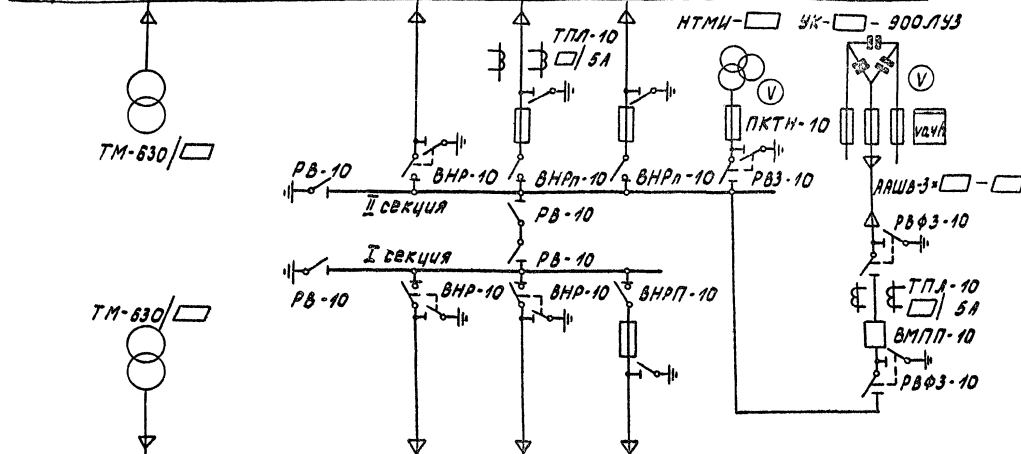 НТМИ-
УК- - 900ЛУЗ
ТПЛ-10
/ 5А
V
V
varh
ТМ-630/
ПКТН-10
РВ-10
ВНР-10
ВНРп-10
ВНРп-10
РВЗ-10
ААШВ-3×  -
II секция
РВ-10
РВФЗ-10
I секция
РВ-10
РВ-10
ВНР-10
ВНР-10
ВНРП-10
ТПЛ-10
/ 5А
ТМ-630/
ВМПП-10
РВФЗ-10